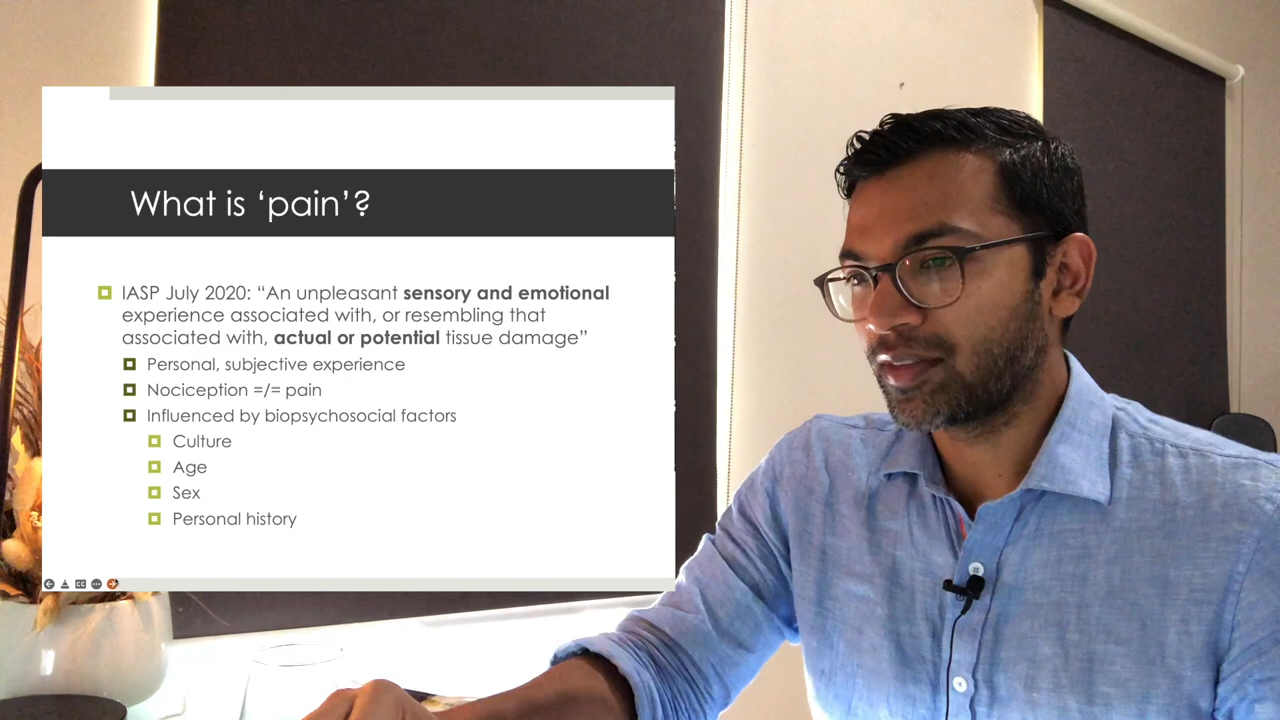 What is ‘pain’?
IASP July 2020: “An unpleasant sensory and emotional
experience associated with, or resembling that
associated with, actual or potential tissue damage”
Personal, subjective experience
Nociception =/= pain
Influenced by biopsychosocial factors
Culture
Age
Sex
Personal history
CC